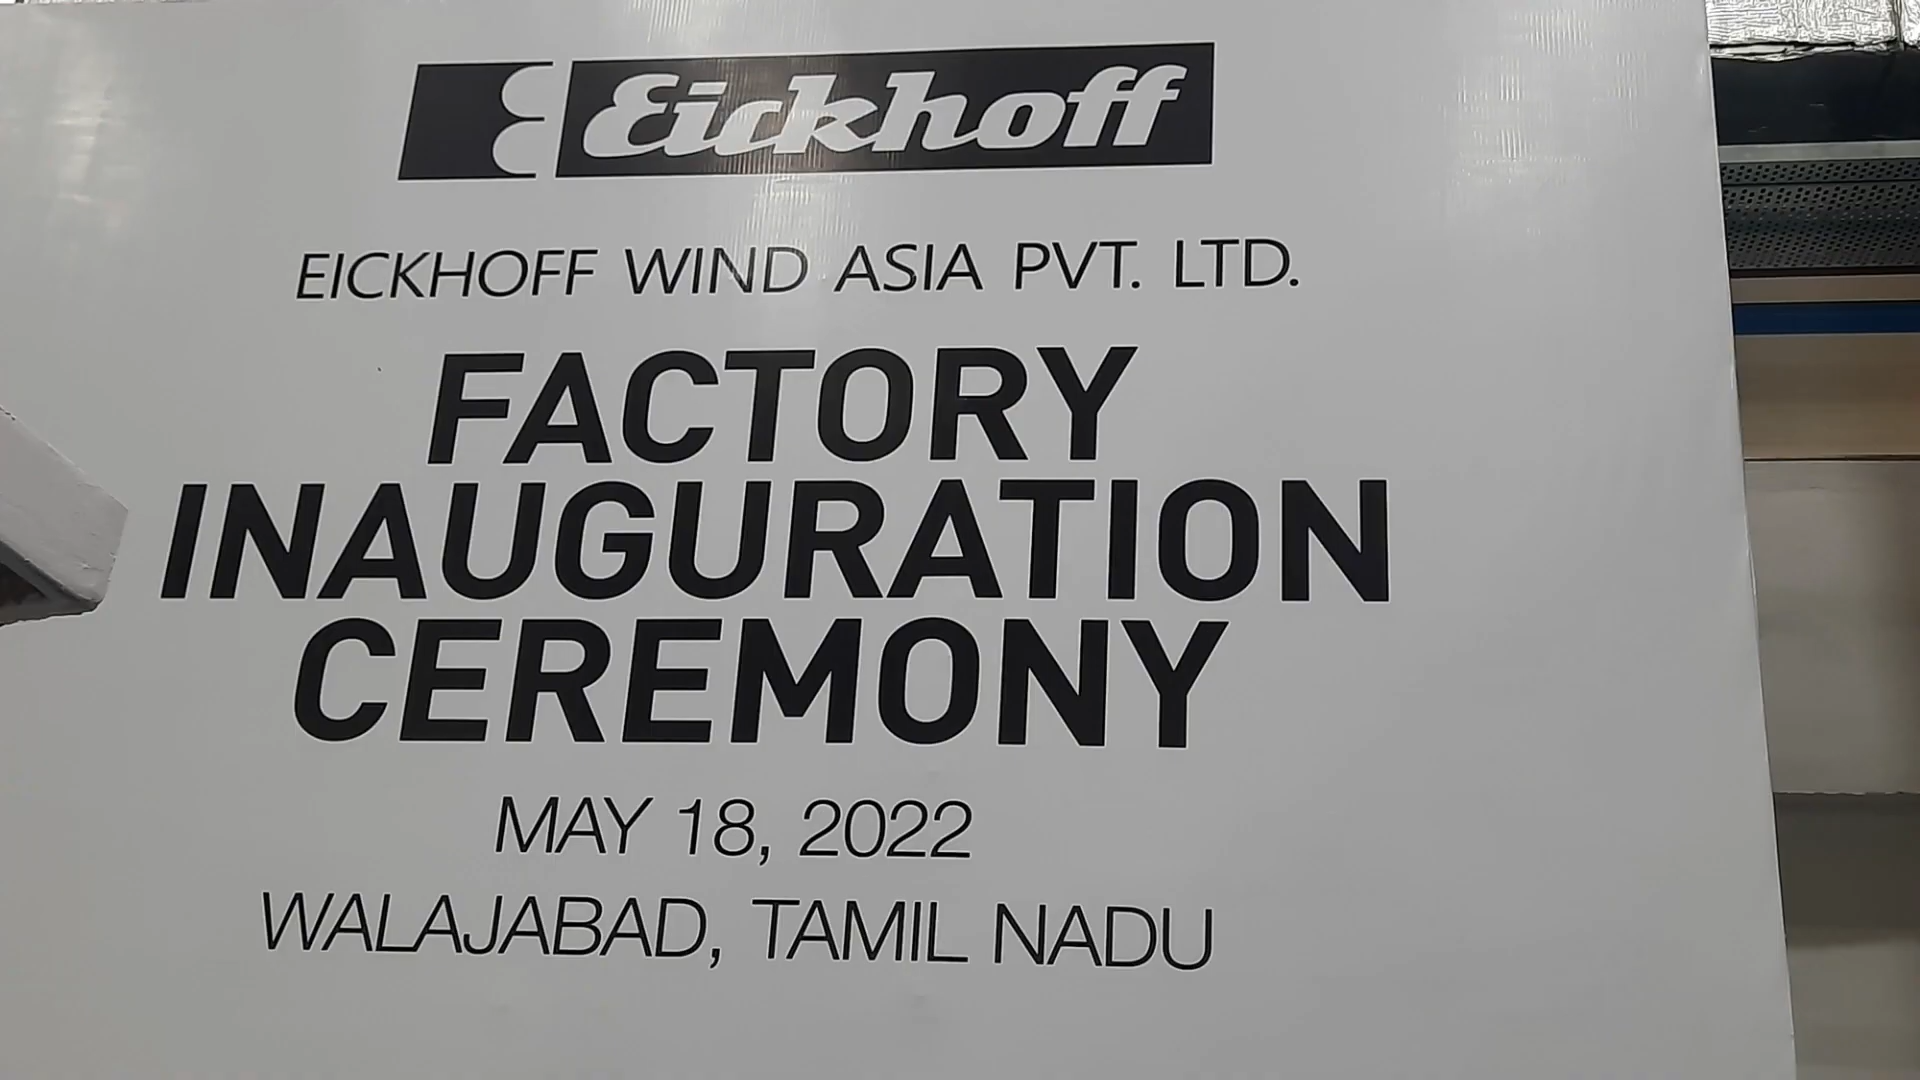 Eickhoff
EICKHOFF WIND ASIA PVT. LTD.
FACTORY
INAUGURATION
CEREMONY
MAY 18, 2022
WALAJABAD, TAMIL NADU